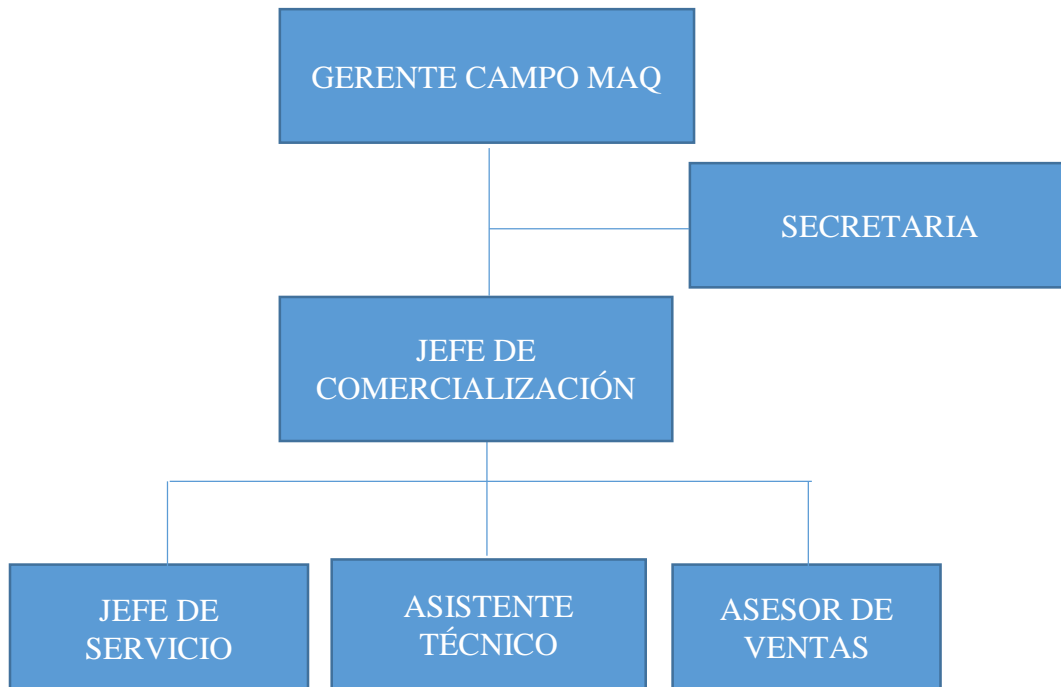 GERENTE CAMPO MAQ
SECRETARIA
JEFE DE
COMERCIALIZACIÓN
JEFE DE
SERVICIO
ASISTENTE
TÉCNICO
ASESOR DE
VENTAS